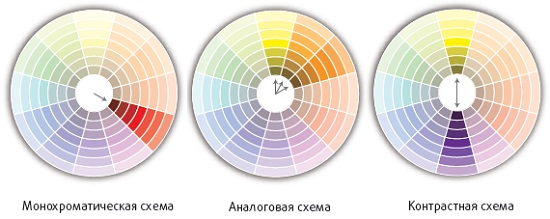 Монохроматическая схема
Аналоговая схема
Контрастная схема